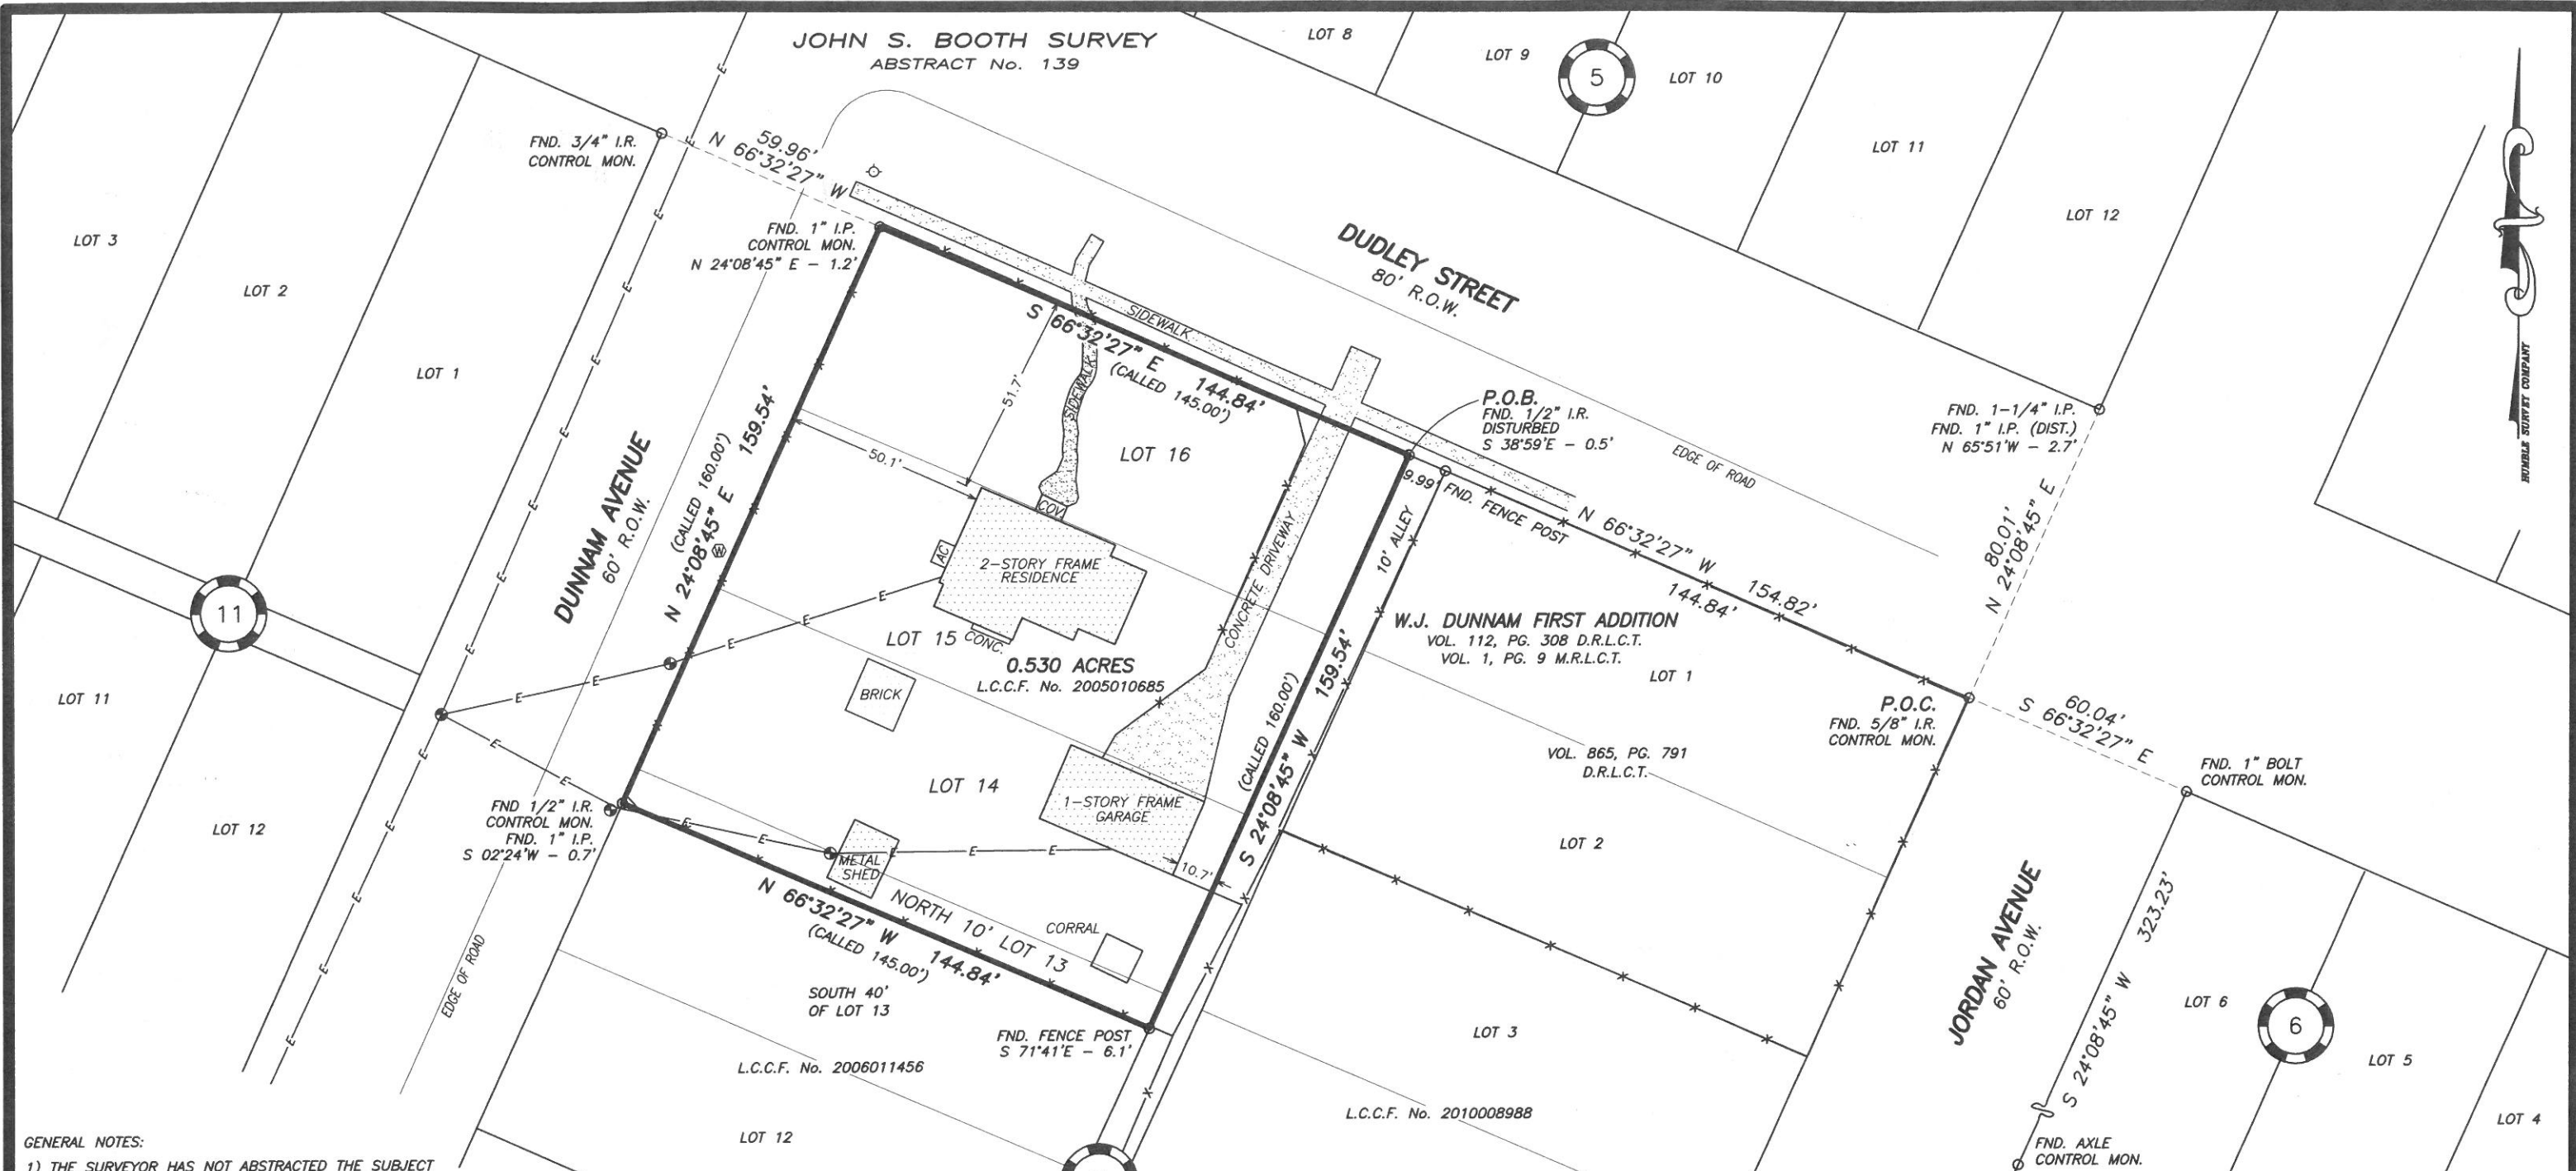 JOHN S. BOOTH SURVEY
ABSTRACT No. 139
LOT 8
LOT 9
5
LOT 10
LOT 11
LOT 12
LOT 3
LOT 2
LOT 1
FND. 3/4" I.R.
CONTROL MON.
59.96'
N 66°32'27" W
FND. 1" I.P.
CONTROL MON.
N 24°08'45" E - 1.2'
DUDLEY STREET
80' R.O.W.
SIDEWALK
S 66°32'27" E 144.84'
(CALLED 145.00')
SIDEWALK
51.7'
50.1'
LOT 16
P.O.B.
FND. 1/2" I.R.
DISTURBED
S 38°59'E - 0.5'
EDGE OF ROAD
FND. 1-1/4" I.P.
FND. 1" I.P. (DIST.)
N 65°51'W - 2.7'
80.01'
N 24°08'45" E
HUMBLE SURVEY COMPANY
DUNNAM AVENUE
60' R.O.W.
N 24°08'45" E 159.54'
(CALLED 160.00')
W
COV.
AC
2-STORY FRAME
RESIDENCE
CONC.
CONCRETE DRIVEWAY
9.99'
FND. FENCE POST
10' ALLEY
N 66°32'27" W 154.82'
144.84'
W.J. DUNNAM FIRST ADDITION
VOL. 112, PG. 308 D.R.L.C.T.
VOL. 1, PG. 9 M.R.L.C.T.
LOT 1
11
LOT 15
0.530 ACRES
L.C.C.F. No. 2005010685
BRICK
LOT 11
LOT 12
LOT 14
1-STORY FRAME
GARAGE
10.7'
S 24°08'45" W 159.54'
(CALLED 160.00')
P.O.C.
FND. 5/8" I.R.
CONTROL MON.
60.04'
S 66°32'27" E
FND. 1" BOLT
CONTROL MON.
VOL. 865, PG. 791
D.R.L.C.T.
LOT 2
FND 1/2" I.R.
CONTROL MON.
FND. 1" I.P.
S 02°24'W - 0.7'
METAL
SHED
N 66°32'27" W 144.84'
(CALLED 145.00')
NORTH 10' LOT 13
CORRAL
EDGE OF ROAD
SOUTH 40'
OF LOT 13
FND. FENCE POST
S 71°41'E - 6.1'
L.C.C.F. No. 2006011456
LOT 12
LOT 3
L.C.C.F. No. 2010008988
JORDAN AVENUE
60' R.O.W.
S 24°08'45" W 323.23'
LOT 6
6
LOT 5
LOT 4
FND. AXLE
CONTROL MON.
GENERAL NOTES:
1) THE SURVEYOR HAS NOT ABSTRACTED THE SUBJECT